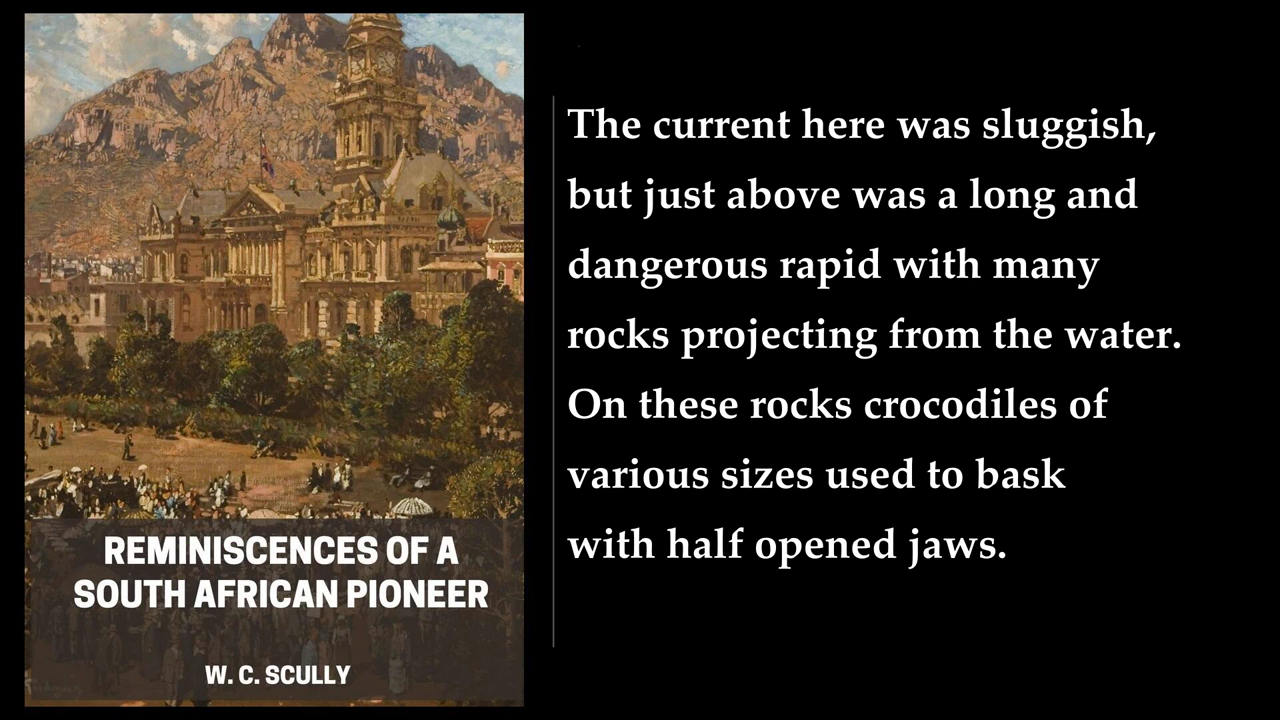 REMINISCENCES OF A
SOUTH AFRICAN PIONEER
W. C. SCULLY
The current here was sluggish,
but just above was a long and
dangerous rapid with many
rocks projecting from the water.
On these rocks crocodiles of
various sizes used to bask
with half opened jaws.